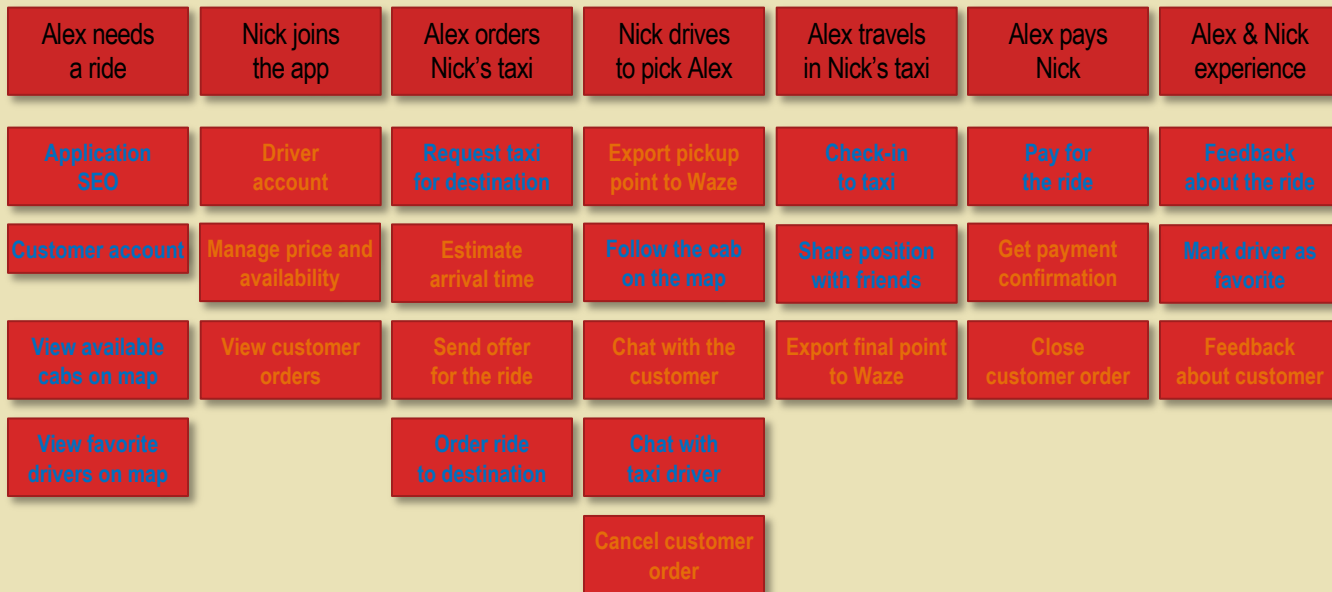 Alex needs
a ride
Nick joins
the app
Alex orders
Nick's taxi
Nick drives
to pick Alex
Alex travels
in Nick's taxi
Alex pays
Nick
Alex & Nick
experience
Application
SEO
Driver
account
Request taxi
for destination
Export pickup
point to Waze
Check-in
to taxi
Pay for
the ride
Feedback
about the ride
Customer account
Manage price and
availability
Estimate
arrival time
Follow the cab
on the map
Share position
with friends
Get payment
confirmation
Mark driver as
favorite
View available
cabs on map
View customer
orders
Send offer
for the ride
Chat with the
customer
Export final point
to Waze
Close
customer order
Feedback
about customer
View favorite
drivers on map
Order ride
to destination
Chat with
taxi driver
Cancel customer
order